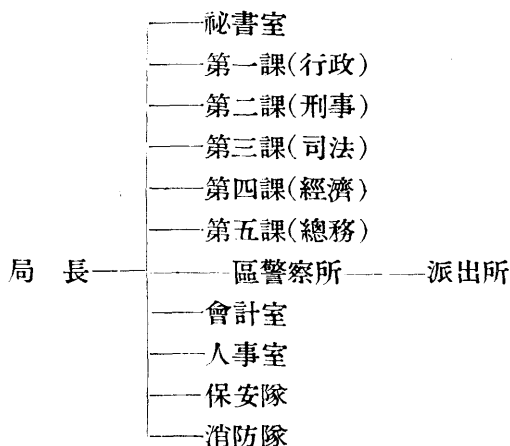 祕書室
第一課(行政)
第二課(刑事)
第三課(司法)
第四課(經濟)
第五課(總務)
局 長 區警察所 派出所
會計室
人事室
保安隊
消防隊